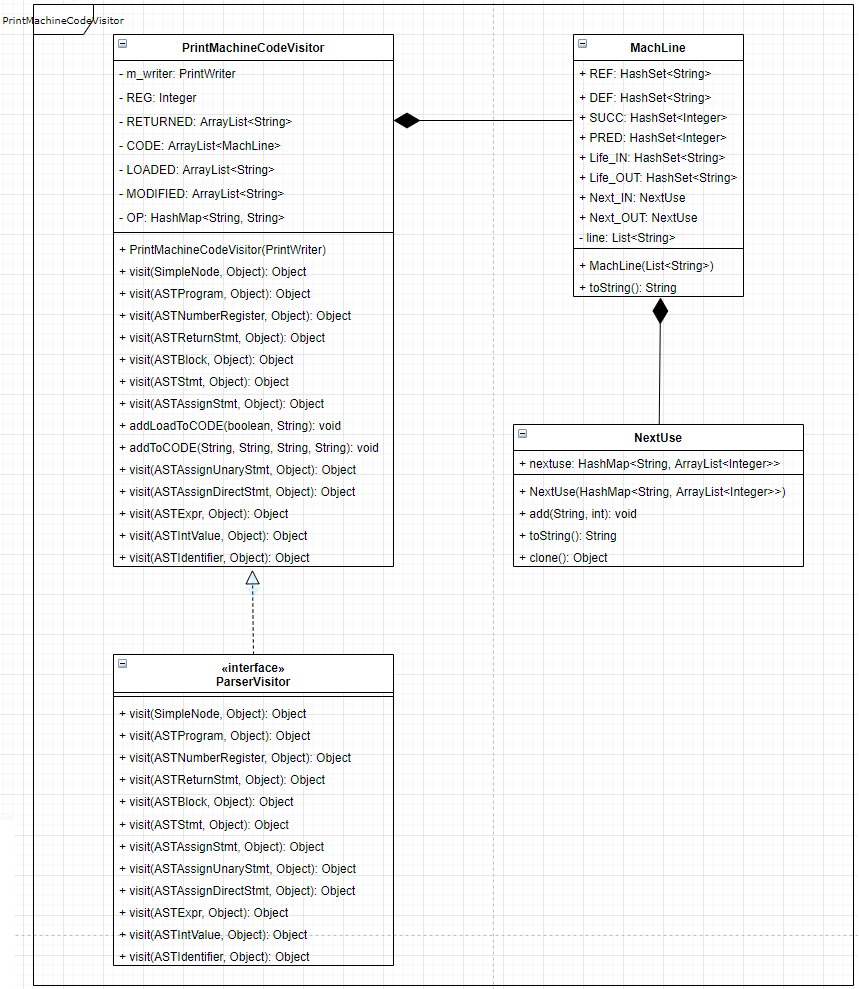 PrintMachineCodeVisitor
PrintMachineCodeVisitor
- m_writer: PrintWriter
- REG: Integer
- RETURNED: ArrayList<String>
- CODE: ArrayList<MachLine>
- LOADED: ArrayList<String>
- MODIFIED: ArrayList<String>
- OP: HashMap<String, String>
+ PrintMachineCodeVisitor(PrintWriter)
+ visit(SimpleNode, Object): Object
+ visit(ASTProgram, Object): Object
+ visit(ASTNumberRegister, Object): Object
+ visit(ASTReturnStmt, Object): Object
+ visit(ASTBlock, Object): Object
+ visit(ASTStmt, Object): Object
+ visit(ASTAssignStmt, Object): Object
+ addLoadToCODE(boolean, String): void
+ addToCODE(String, String, String, String): void
+ visit(ASTAssignUnaryStmt, Object): Object
+ visit(ASTAssignDirectStmt, Object): Object
+ visit(ASTExpr, Object): Object
+ visit(ASTIntValue, Object): Object
+ visit(ASTIdentifier, Object): Object
MachLine
+ REF: HashSet<String>
+ DEF: HashSet<String>
+ SUCC: HashSet<Integer>
+ PRED: HashSet<Integer>
+ Life_IN: HashSet<String>
+ Life_OUT: HashSet<String>
+ Next_IN: NextUse
+ Next_OUT: NextUse
- line: List<String>
+ MachLine(List<String>)
+ toString(): String
NextUse
+ nextuse: HashMap<String, ArrayList<Integer>>
+ NextUse(HashMap<String, ArrayList<Integer>>)
+ add(String, int): void
+ toString(): String
+ clone(): Object
«interface»
ParserVisitor
+ visit(SimpleNode, Object): Object
+ visit(ASTProgram, Object): Object
+ visit(ASTNumberRegister, Object): Object
+ visit(ASTReturnStmt, Object): Object
+ visit(ASTBlock, Object): Object
+ visit(ASTStmt, Object): Object
+ visit(ASTAssignStmt, Object): Object
+ visit(ASTAssignUnaryStmt, Object): Object
+ visit(ASTAssignDirectStmt, Object): Object
+ visit(ASTExpr, Object): Object
+ visit(ASTIntValue, Object): Object
+ visit(ASTIdentifier, Object): Object